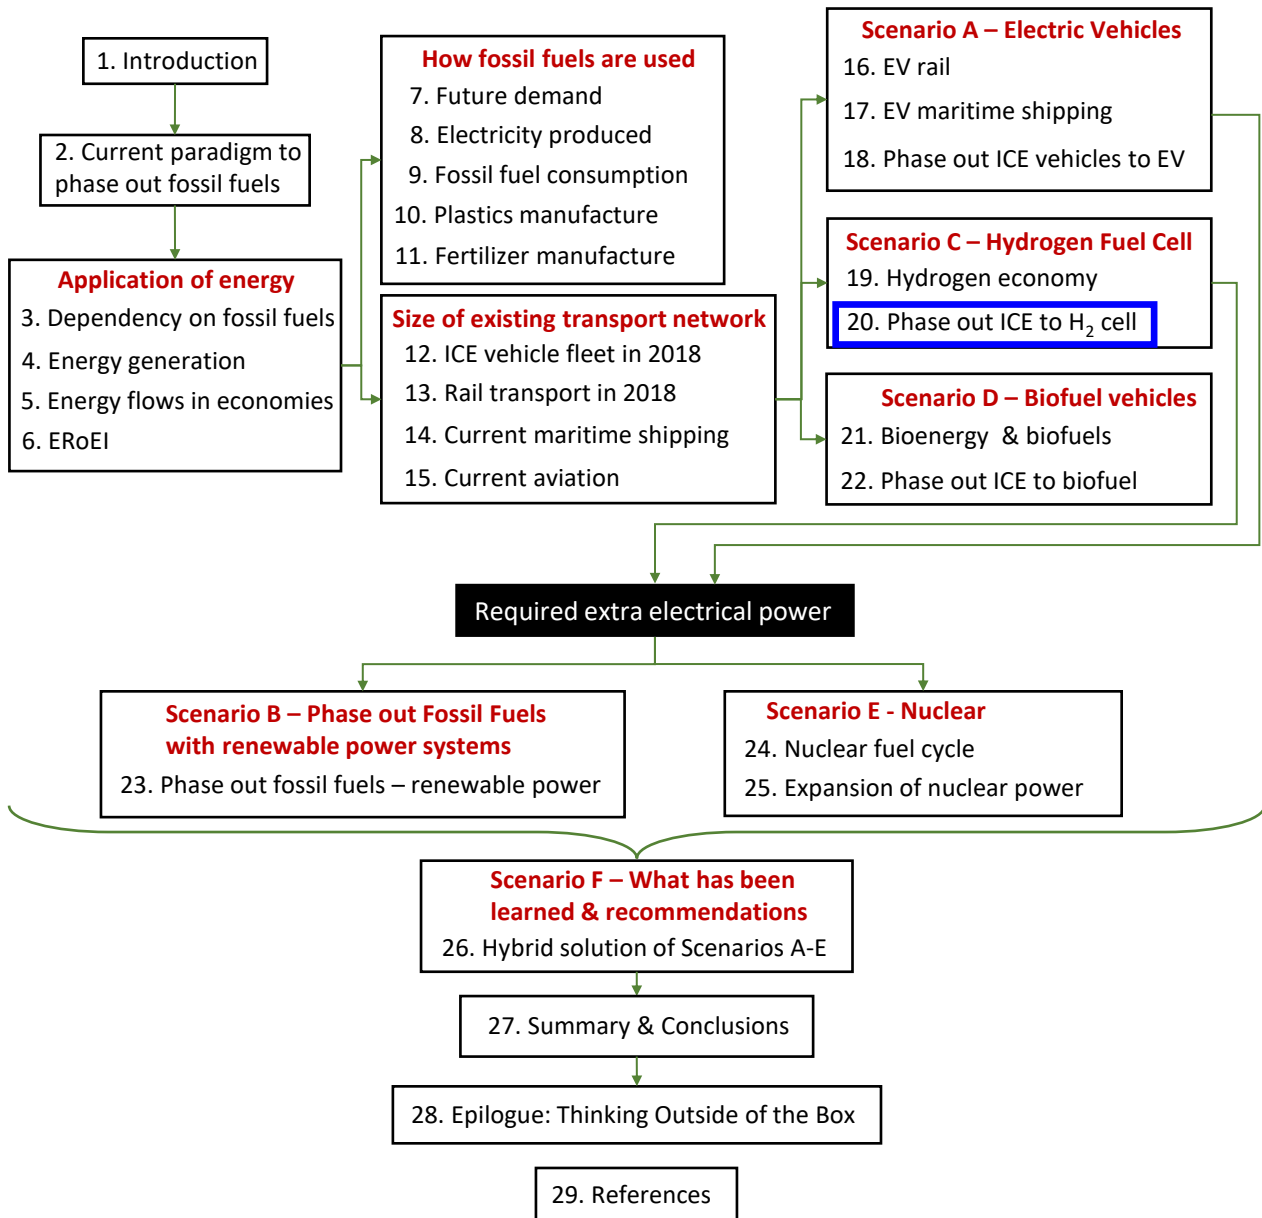 1. Introduction
2. Current paradigm to
phase out fossil fuels
Application of energy
3. Dependency on fossil fuels
4. Energy generation
5. Energy flows in economies
6. ERoEI
How fossil fuels are used
7. Future demand
8. Electricity produced
9. Fossil fuel consumption
10. Plastics manufacture
11. Fertilizer manufacture
Size of existing transport network
12. ICE vehicle fleet in 2018
13. Rail transport in 2018
14. Current maritime shipping
15. Current aviation
Scenario A – Electric Vehicles
16. EV rail
17. EV maritime shipping
18. Phase out ICE vehicles to EV
Scenario C – Hydrogen Fuel Cell
19. Hydrogen economy
20. Phase out ICE to H₂ cell
Scenario D – Biofuel vehicles
21. Bioenergy & biofuels
22. Phase out ICE to biofuel
Required extra electrical power
Scenario B – Phase out Fossil Fuels
with renewable power systems
23. Phase out fossil fuels – renewable power
Scenario E - Nuclear
24. Nuclear fuel cycle
25. Expansion of nuclear power
Scenario F – What has been
learned & recommendations
26. Hybrid solution of Scenarios A-E
27. Summary & Conclusions
28. Epilogue: Thinking Outside of the Box
29. References